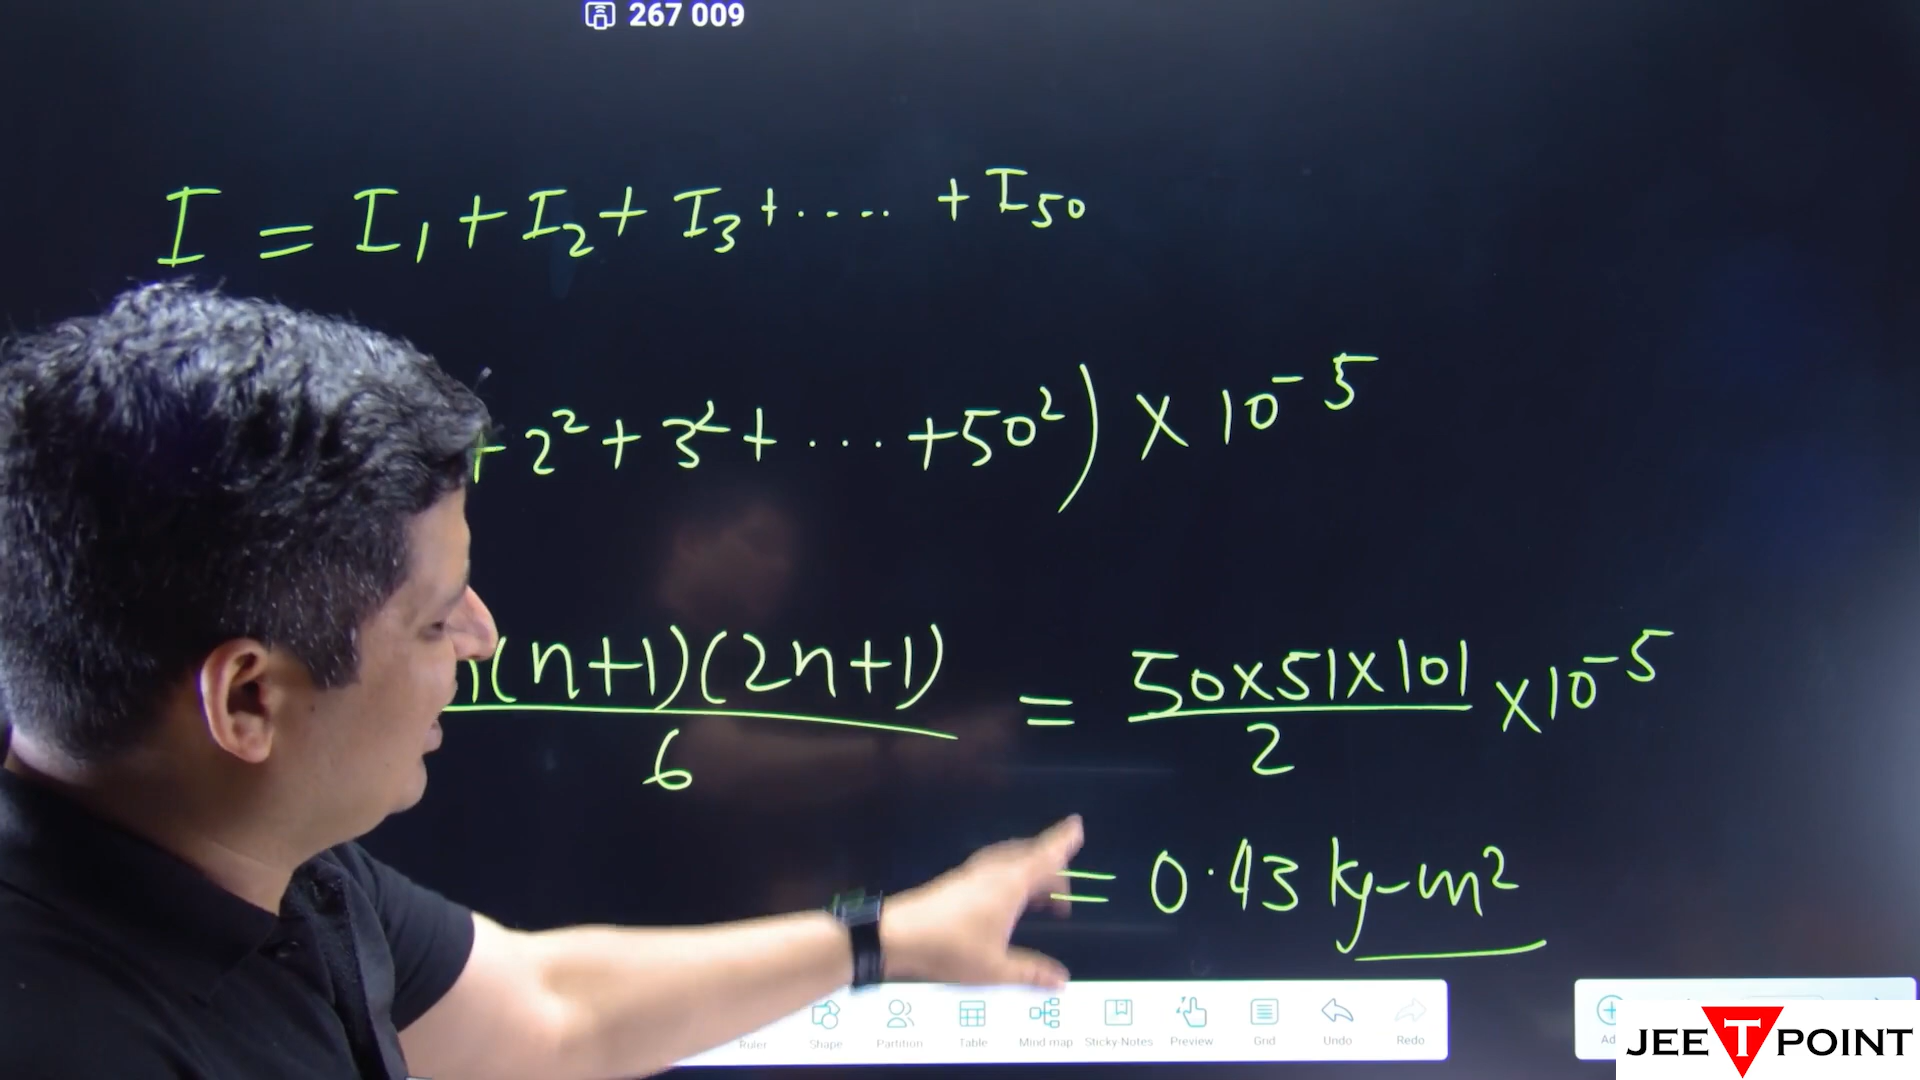 267 009
I = I₁ + I₂ + I₃ + .... + I₅₀
+ 2² + 3² + ... + 50²) × 10⁻⁵
n(n+1)(2n+1) / 6 = 50×51×101 / 2 × 10⁻⁵
= 0.43 kg-m²
Ruler Shape Partition Table Mind map Sticky Notes Preview Grid Undo Redo
JEE T POINT